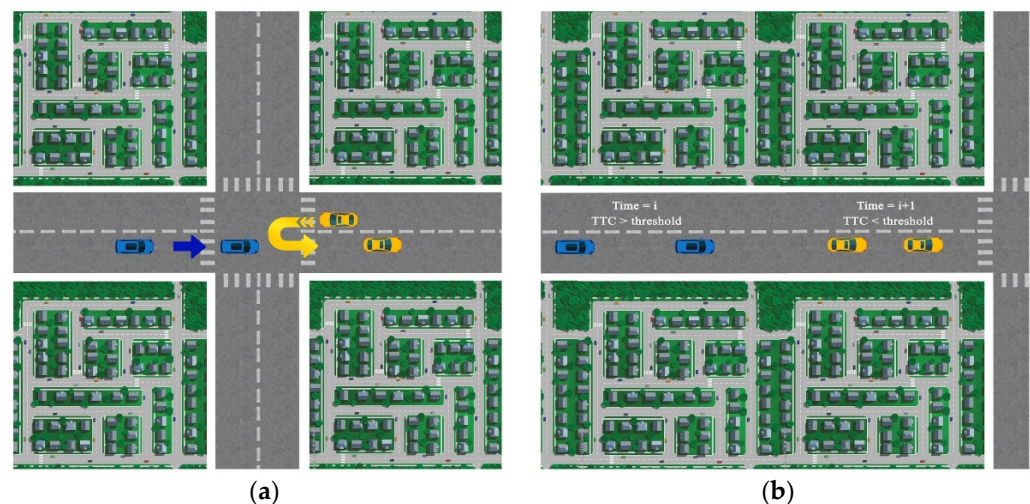 Time = i
TTC > threshold
Time = i+1
TTC < threshold
(a)
(b)